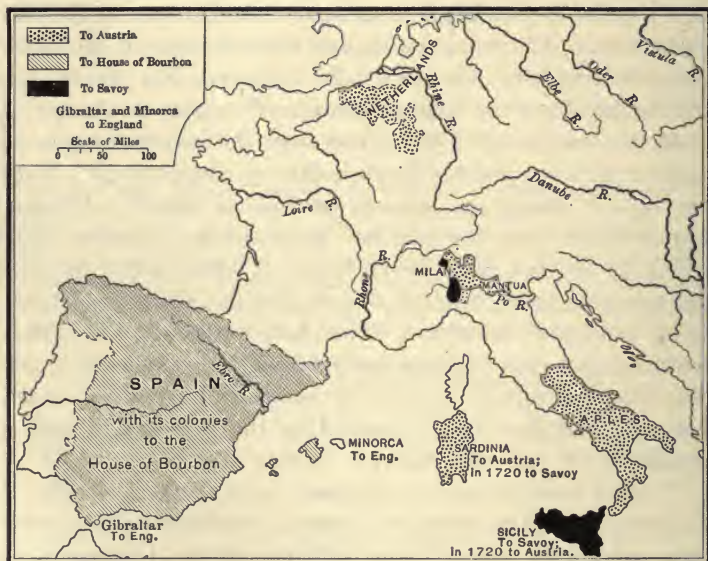 To Austria
To House of Bourbon
To Savoy
Gibraltar and Minorca
to England
Scale of Miles
0 50 100
NETHERLANDS
Rhine R.
Elbe R.
Oder R.
Vistula R.
Loire R.
Danube R.
Rhone R.
MILAN
MANTUA
Po R.
Ebro R.
SPAIN
with its colonies
to the
House of Bourbon
MINORCA
To Eng.
SARDINIA
To Austria;
In 1720 to Savoy
NAPLES
Gibraltar
To Eng.
SICILY
To Savoy;
In 1720 to Austria.